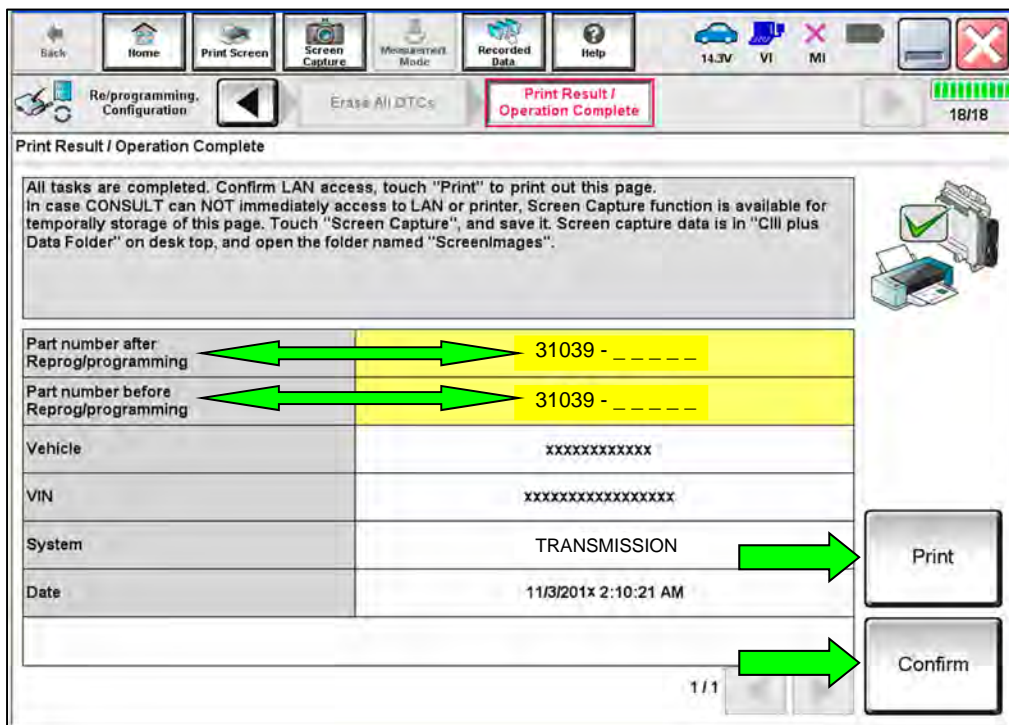 Back Home Print Screen Screen Capture Measurement Mode Recorded Data Help 14.3V VI MI
Re/programming, Configuration Erase All DTCs Print Result / Operation Complete 18/18
Print Result / Operation Complete
All tasks are completed. Confirm LAN access, touch "Print" to print out this page.
In case CONSULT can NOT immediately access to LAN or printer, Screen Capture function is available for
temporally storage of this page. Touch "Screen Capture", and save it. Screen capture data is in "CIII plus
Data Folder" on desk top, and open the folder named "ScreenImages".
Part number after
Reprog/programming
31039 - _ _ _ _ _
Part number before
Reprog/programming
31039 - _ _ _ _ _
Vehicle xxxxxxxxxxxx
VIN xxxxxxxxxxxxxxxxx
System TRANSMISSION
Print
Date 11/3/201x 2:10:21 AM
Confirm
1/1